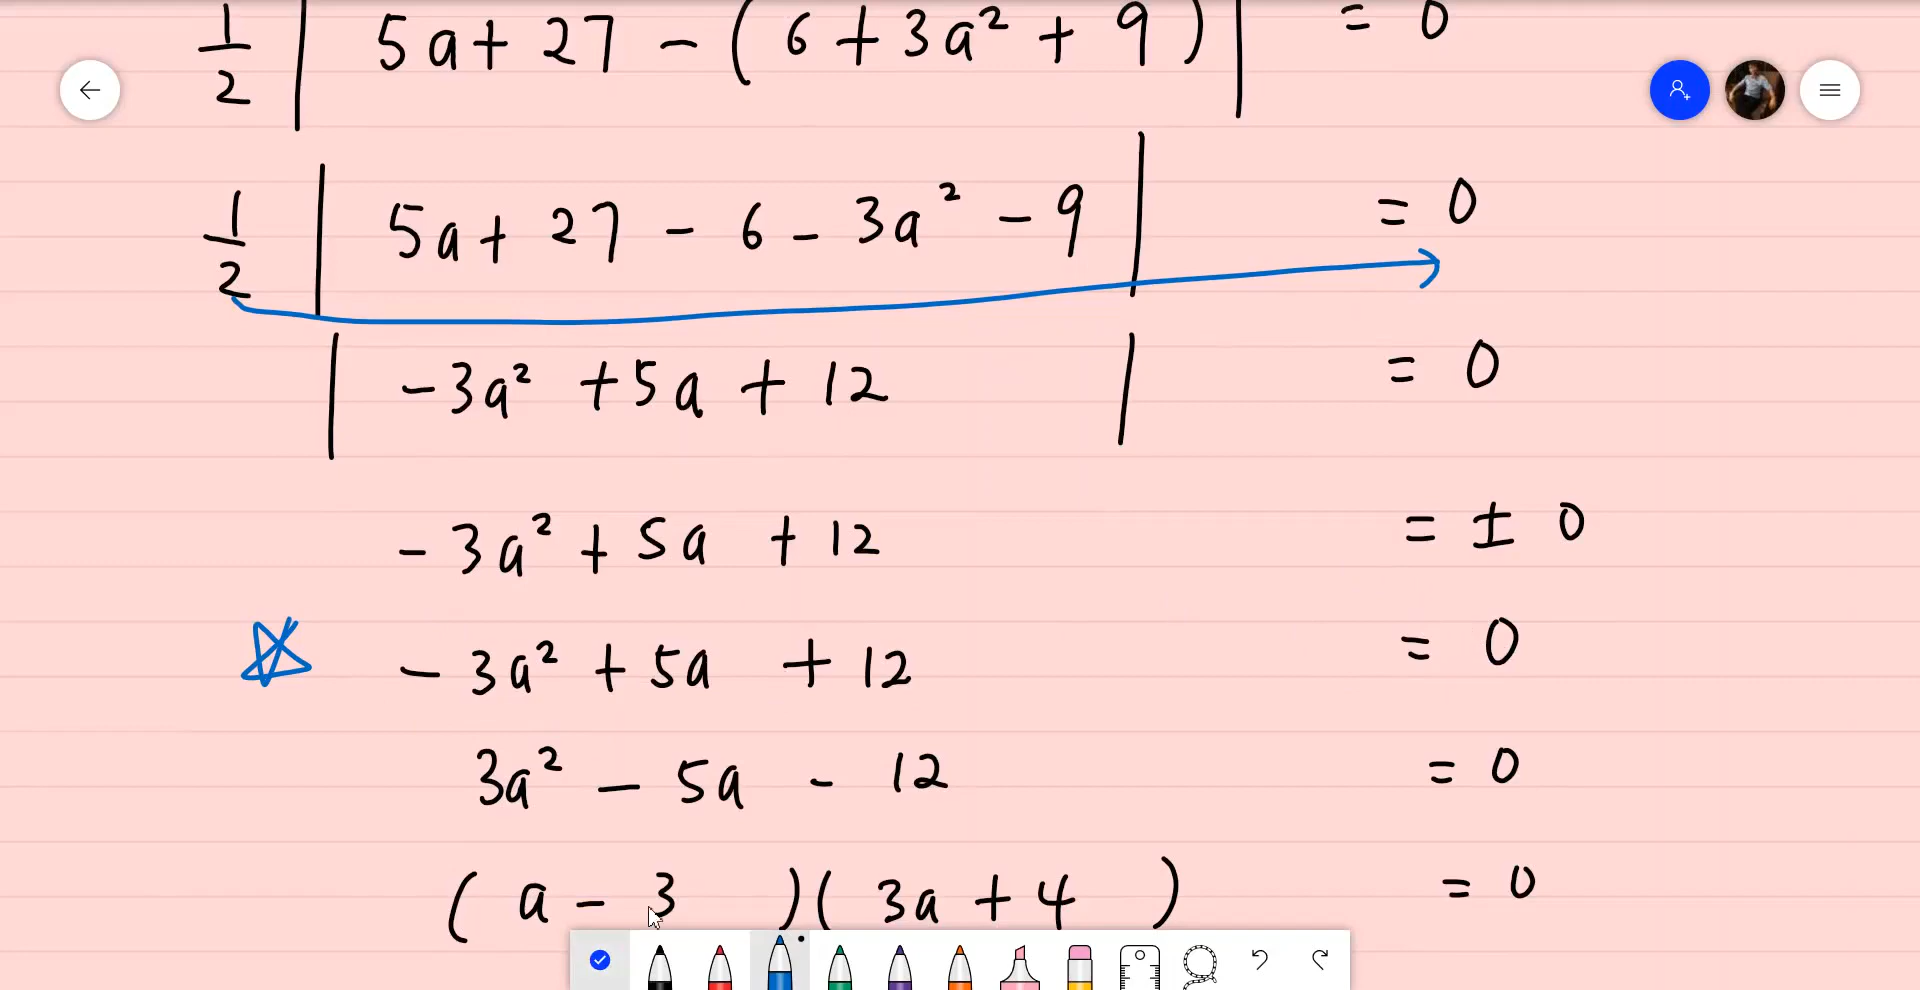 1/2 | 5a + 27 - ( 6 + 3a² + 9 ) | = 0
1/2 | 5a + 27 - 6 - 3a² - 9 | = 0
| -3a² + 5a + 12 | = 0
- 3a² + 5a + 12 = ± 0
- 3a² + 5a + 12 = 0
3a² - 5a - 12 = 0
( a - 3 )( 3a + 4 ) = 0